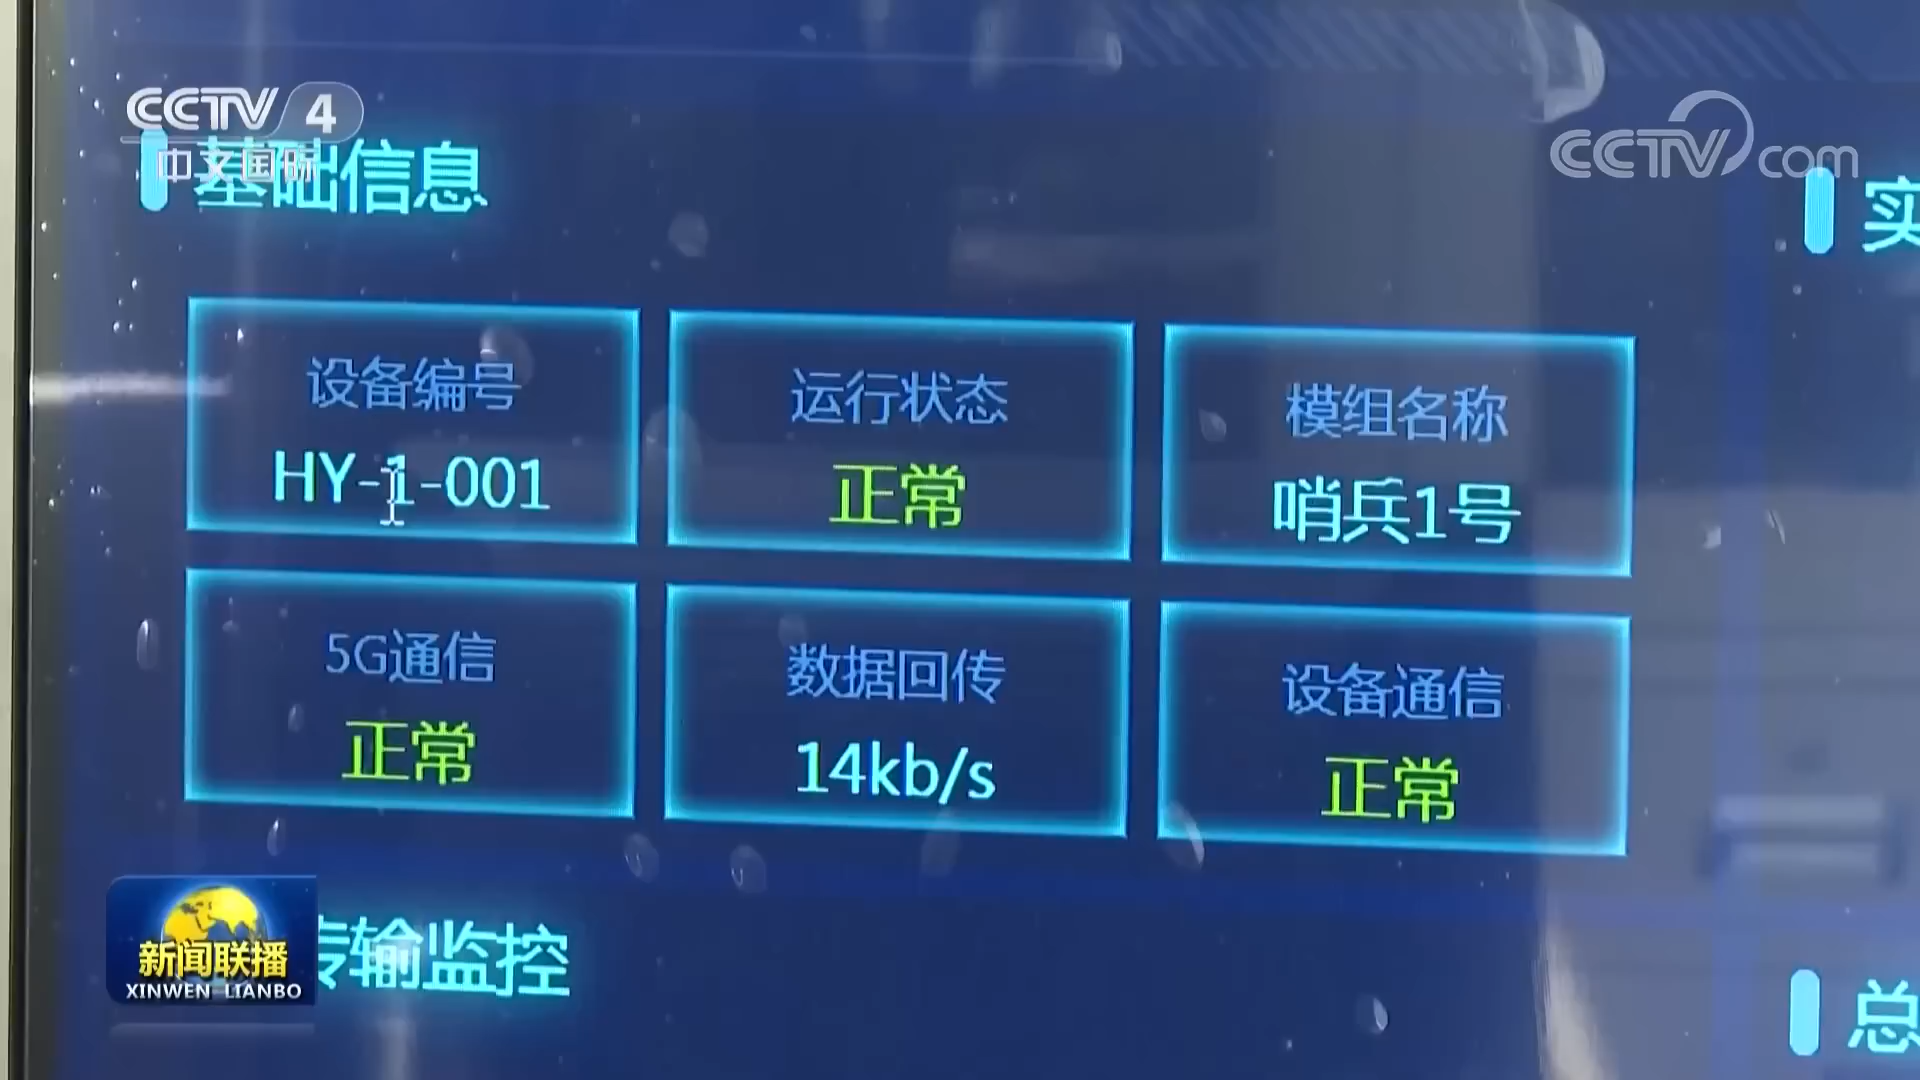 CCTV 4
中文国际
CCTV com
基础信息
实
设备编号
HY-1-001
运行状态
正常
模组名称
哨兵1号
5G通信
正常
数据回传
14kb/s
设备通信
正常
新闻联播
XINWEN LIANBO
传输监控
总